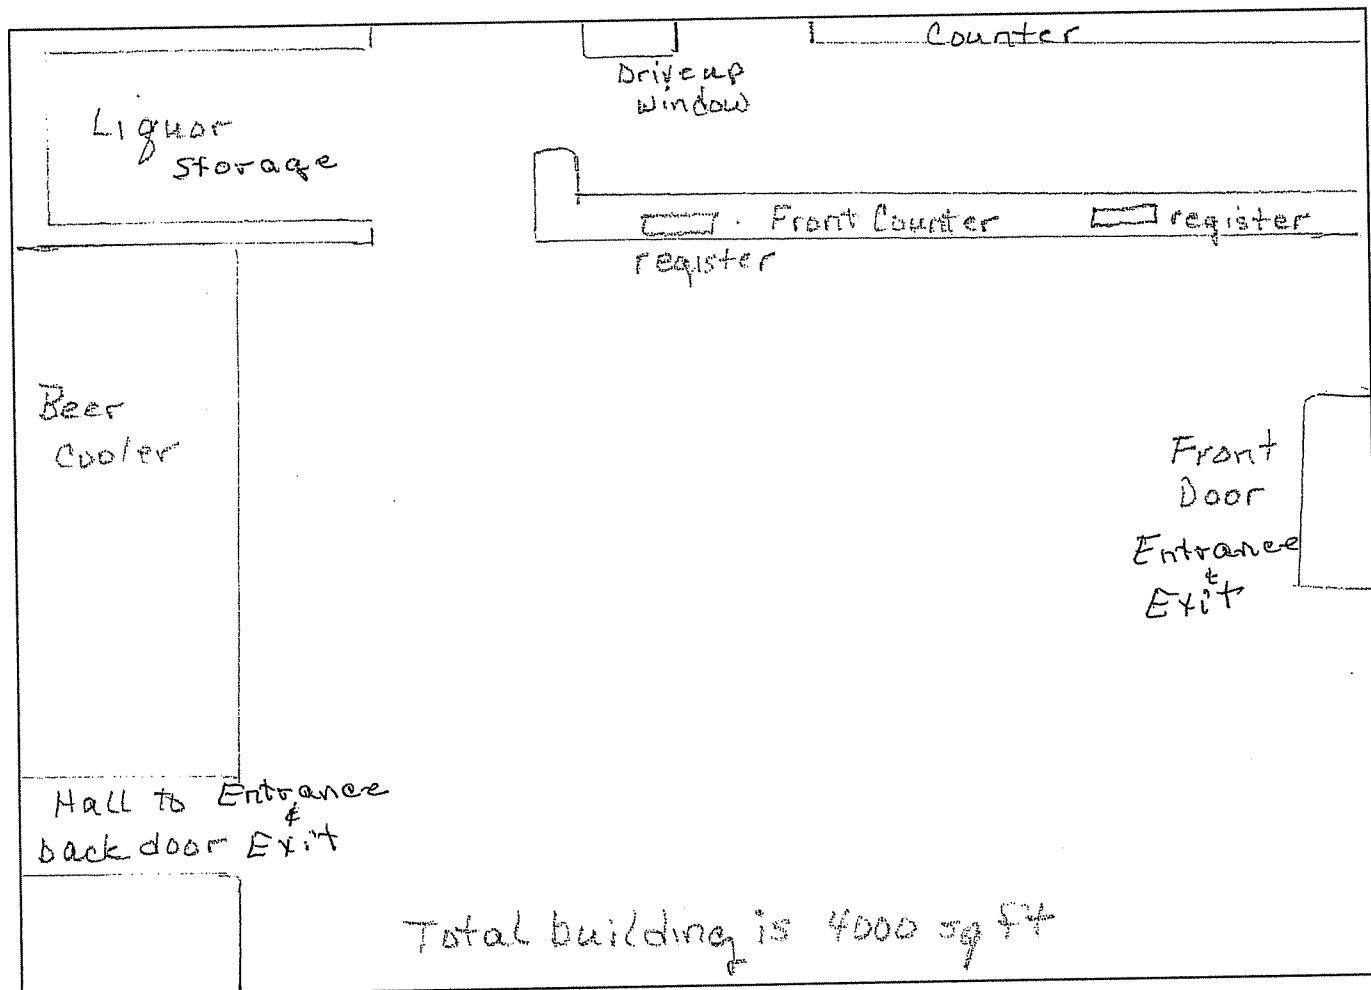 Counter
Driveup
window
Liquor
Storage
Front Counter
register
register
Beer
Cooler
Front
Door
Entrance
&
Exit
Hall to Entrance
&
back door Exit
Total building is 4000 sq ft